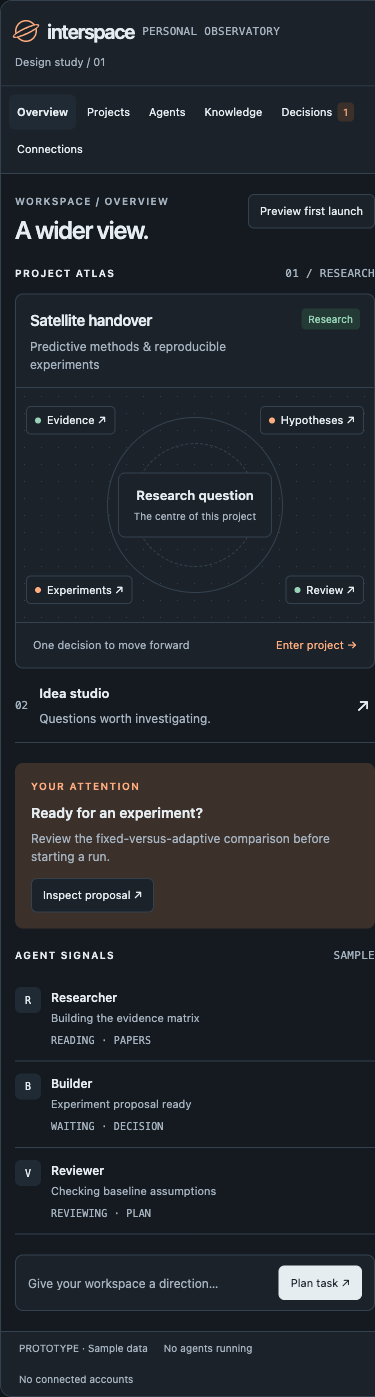 interspace PERSONAL OBSERVATORY
Design study / 01
Overview Projects Agents Knowledge Decisions 1
Connections
WORKSPACE / OVERVIEW
Preview first launch
A wider view.
PROJECT ATLAS 01 / RESEARCH
Satellite handover Research
Predictive methods & reproducible
experiments
Evidence ↗ Hypotheses ↗
Research question
The centre of this project
Experiments ↗ Review ↗
One decision to move forward Enter project →
02 Idea studio ↗
Questions worth investigating.
YOUR ATTENTION
Ready for an experiment?
Review the fixed-versus-adaptive comparison before
starting a run.
Inspect proposal ↗
AGENT SIGNALS SAMPLE
R Researcher
Building the evidence matrix
READING · PAPERS
B Builder
Experiment proposal ready
WAITING · DECISION
V Reviewer
Checking baseline assumptions
REVIEWING · PLAN
Give your workspace a direction... Plan task ↗
PROTOTYPE · Sample data No agents running
No connected accounts